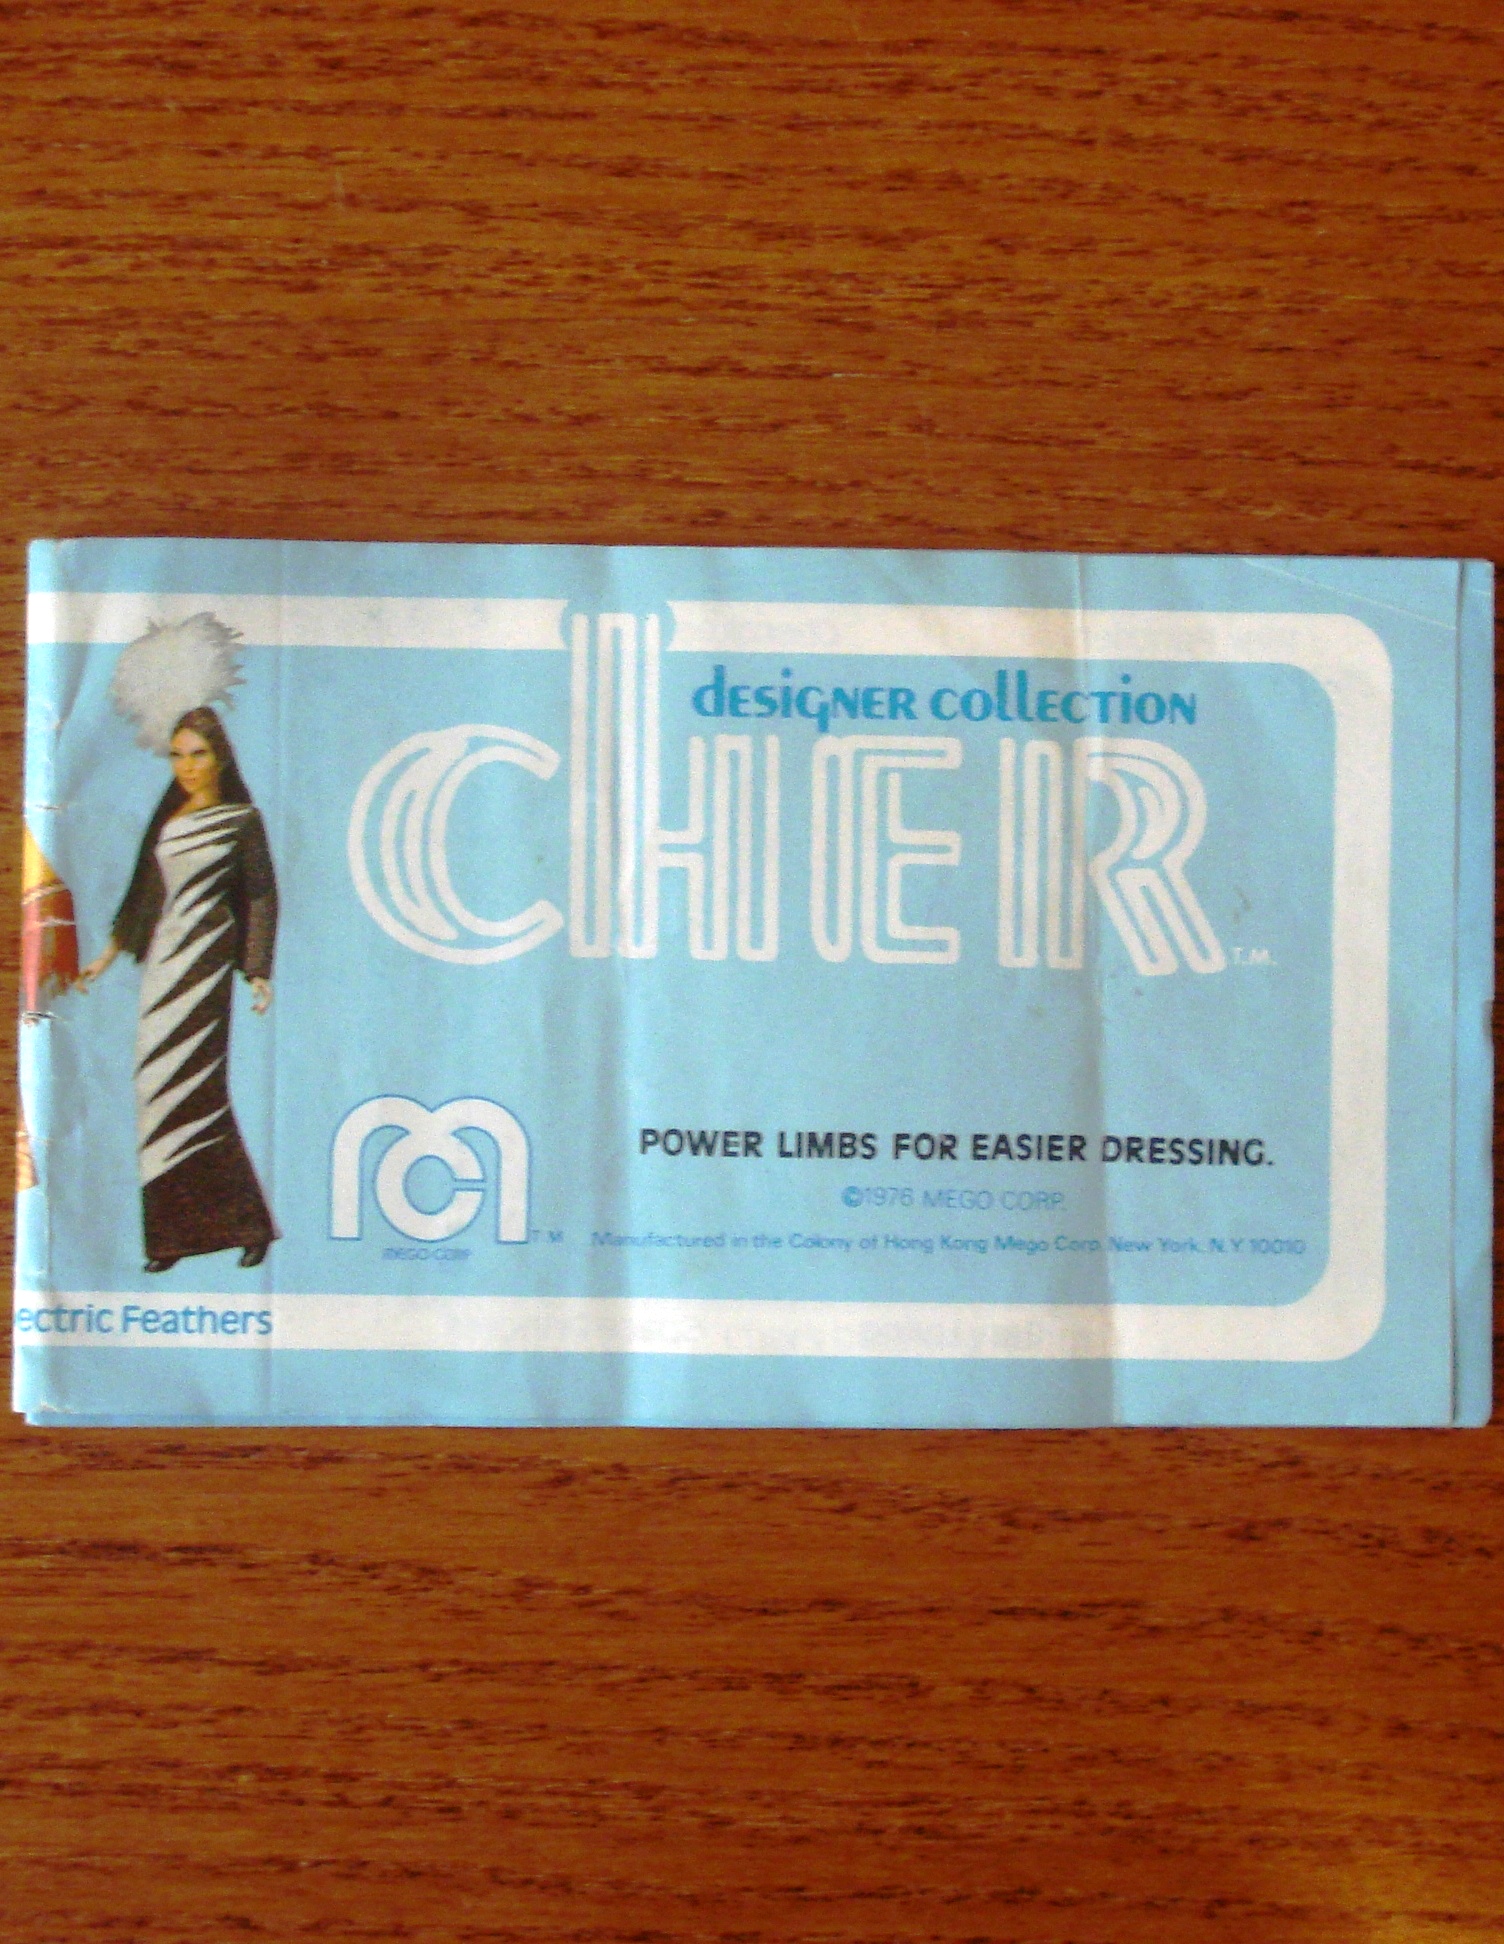 designer collection
cher
T.M.
POWER LIMBS FOR EASIER DRESSING.
©1976 MEGO CORP.
T.M.
Manufactured in the Colony of Hong Kong Mego Corp. New York. N.Y. 10010
MEGO CORP
ectric Feathers